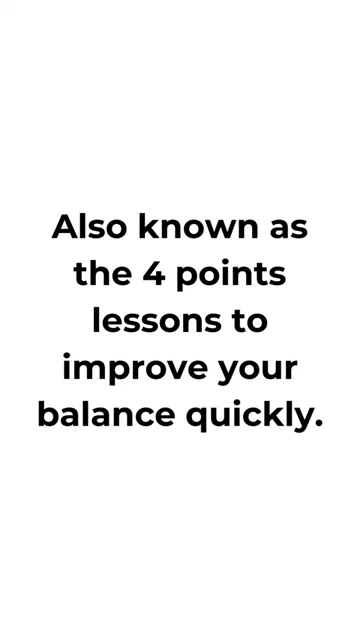 Also known as
the 4 points
lessons to
improve your
balance quickly.